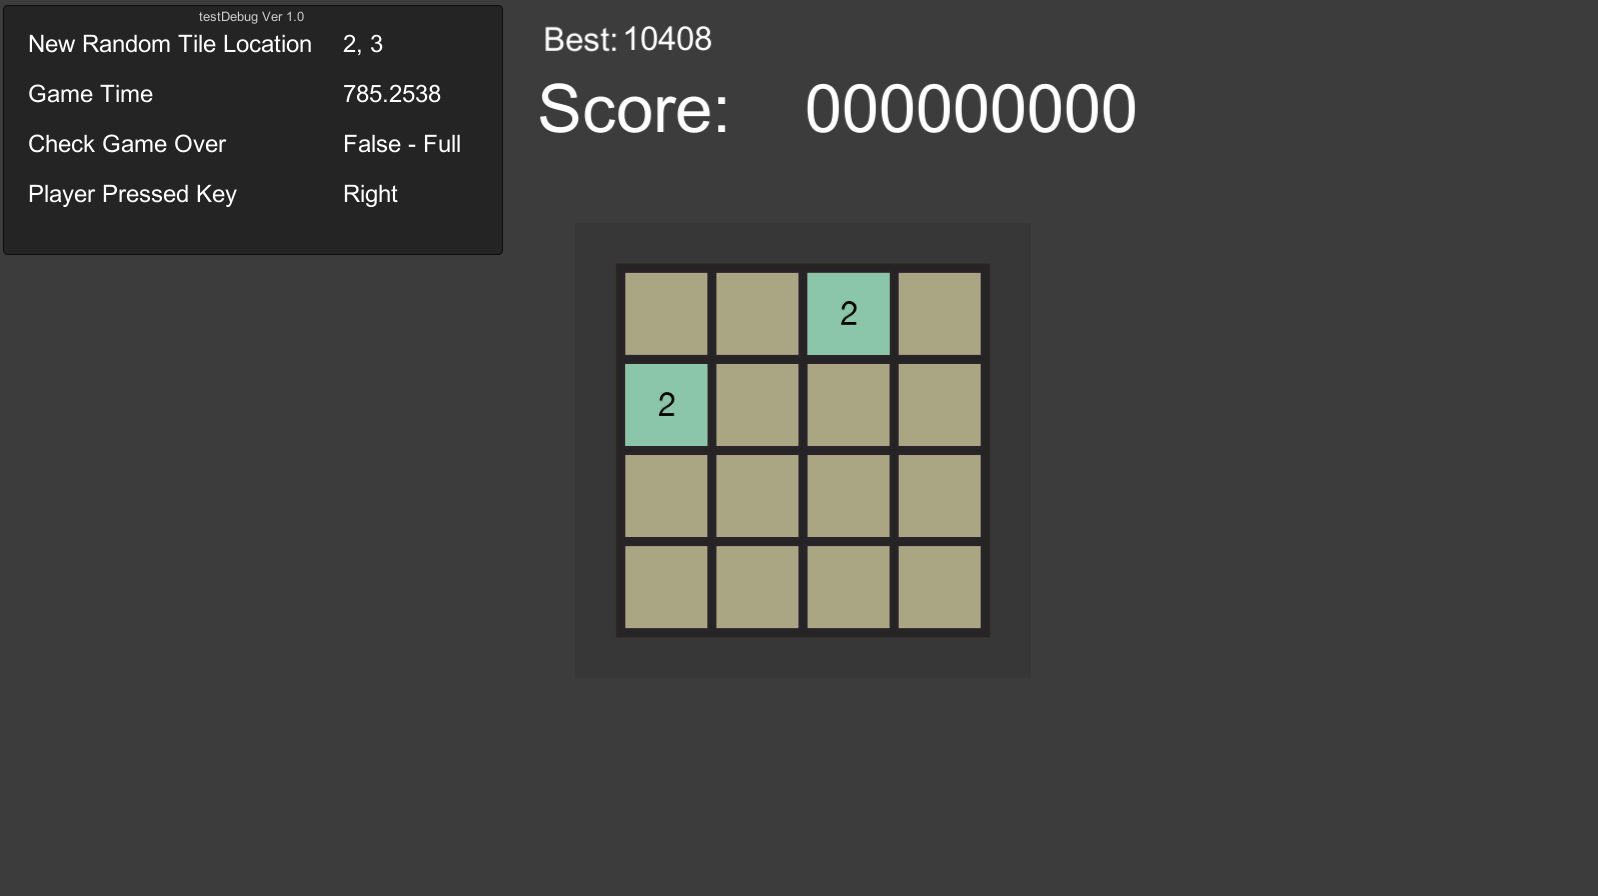 testDebug Ver 1.0
New Random Tile Location 2, 3
Game Time 785.2538
Check Game Over False - Full
Player Pressed Key Right
Best: 10408
Score: 000000000
2
2